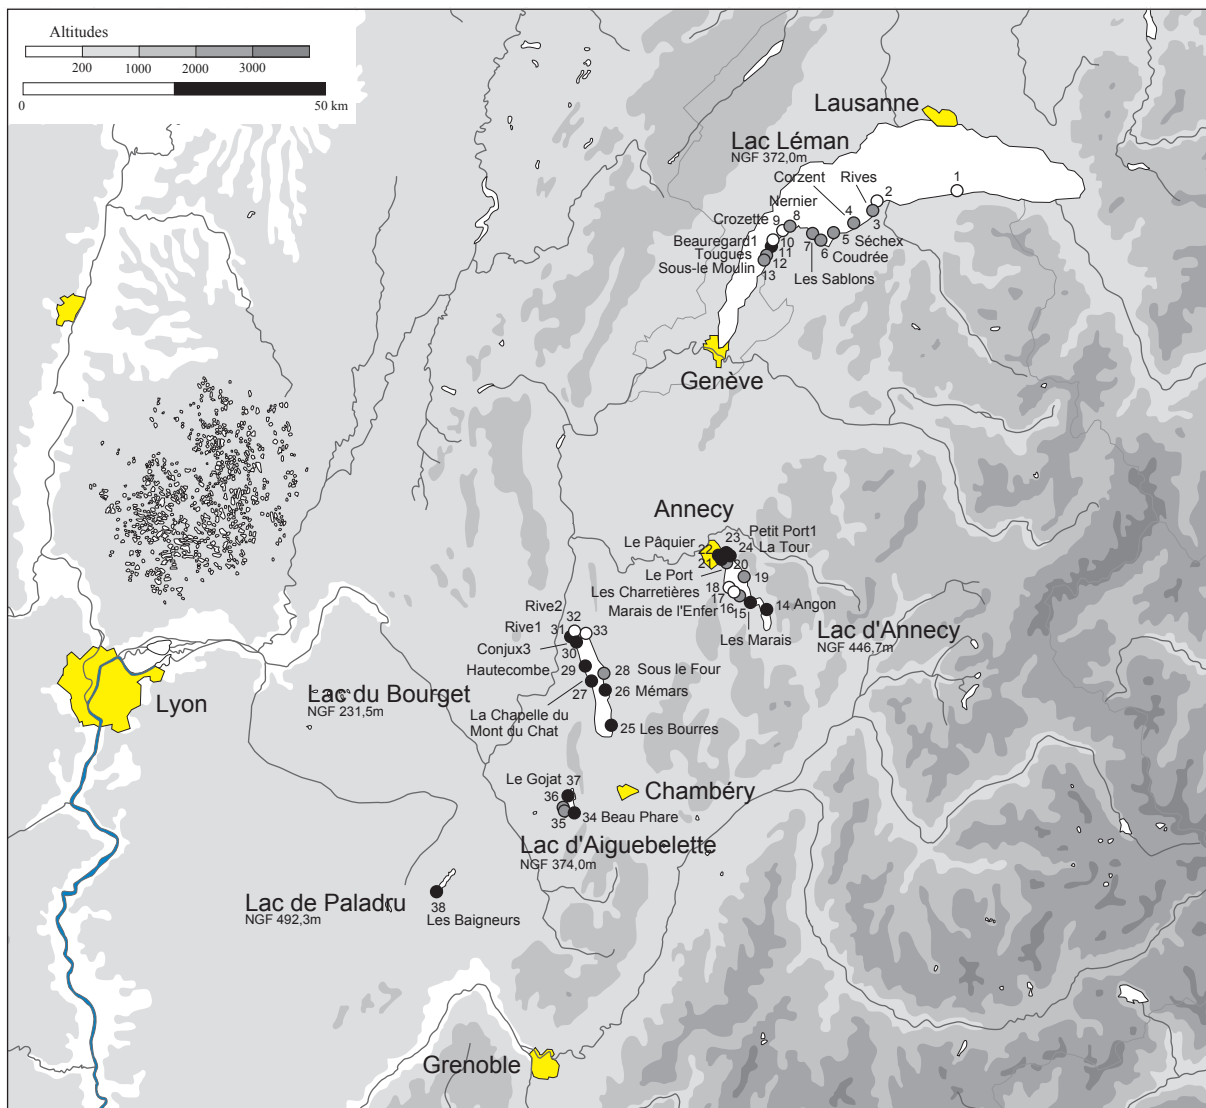 Altitudes
200 1000 2000 3000
0 50 km
Lausanne
Lac Léman
NGF 372,0m
Corzent Rives
1
2
Nernier
3
4
Crozette 9 8
5 Séchex
Beauregard1 10
7 6 Coudrée
Tougues 11
Sous-le Moulin 12
13
Les Sablons
Genève
Annecy
23 Petit Port1
Le Pâquier 22 24 La Tour
21 20
Le Port 19
Les Charretières 18
17
Marais de l'Enfer 16 15 14 Angon
Les Marais
Lac d'Annecy
NGF 446,7m
Rive2 32
Rive1 31 33
Conjux3 30
Hautecombe 29 28 Sous le Four
27 26 Mémars
La Chapelle du
Mont du Chat
25 Les Bourres
Lac du Bourget
NGF 231,5m
Lyon
Le Gojat 37
36
35 34 Beau Phare
Chambéry
Lac d'Aiguebelette
NGF 374,0m
Lac de Paladru
NGF 492,3m
38
Les Baigneurs
Grenoble